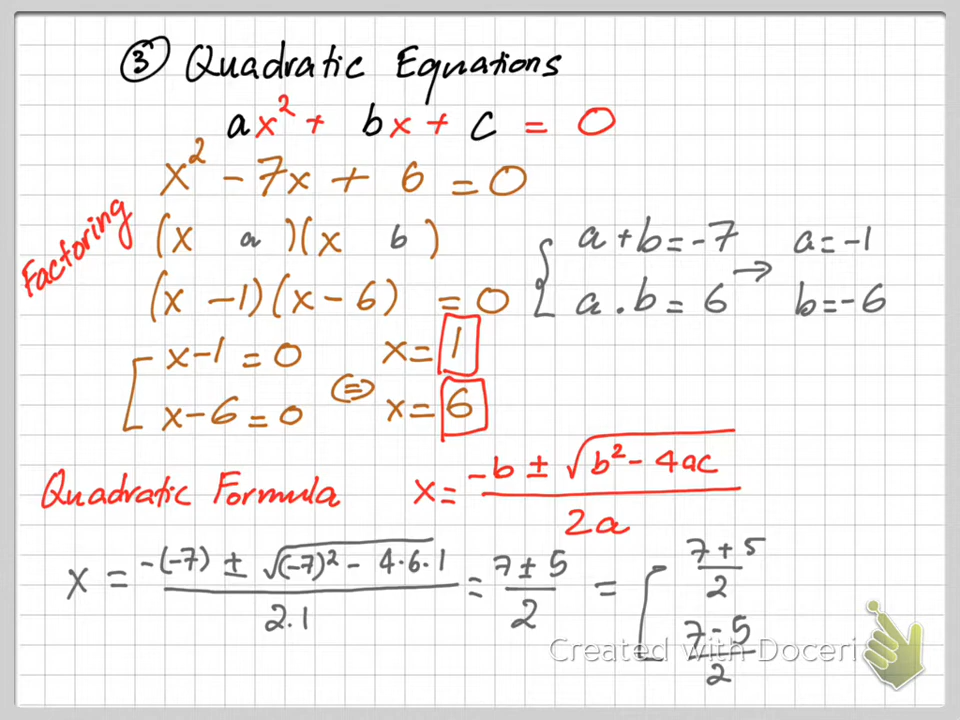 ③ Quadratic Equations
ax² + bx + c = 0
x² - 7x + 6 = 0
Factoring
(x a)(x b)
{ a + b = -7
a . b = 6
→
a = -1
b = -6
(x - 1)(x - 6) = 0
[ x - 1 = 0
x - 6 = 0
⇔
x = 1
x = 6
Quadratic Formula x = (-b ± √(b² - 4ac))/(2a)
x = (-(-7) ± √((-7)² - 4·6·1))/(2.1) = (7 ± 5)/2 = [ (7 + 5)/2
(7 - 5)/2
Created with Doceri